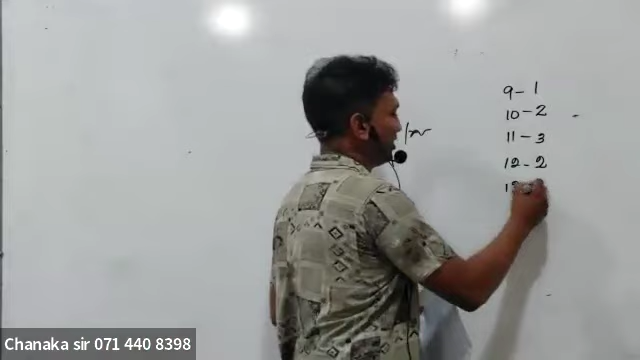 9 - 1
10 - 2
11 - 3
12 - 2
Chanaka sir 071 440 8398